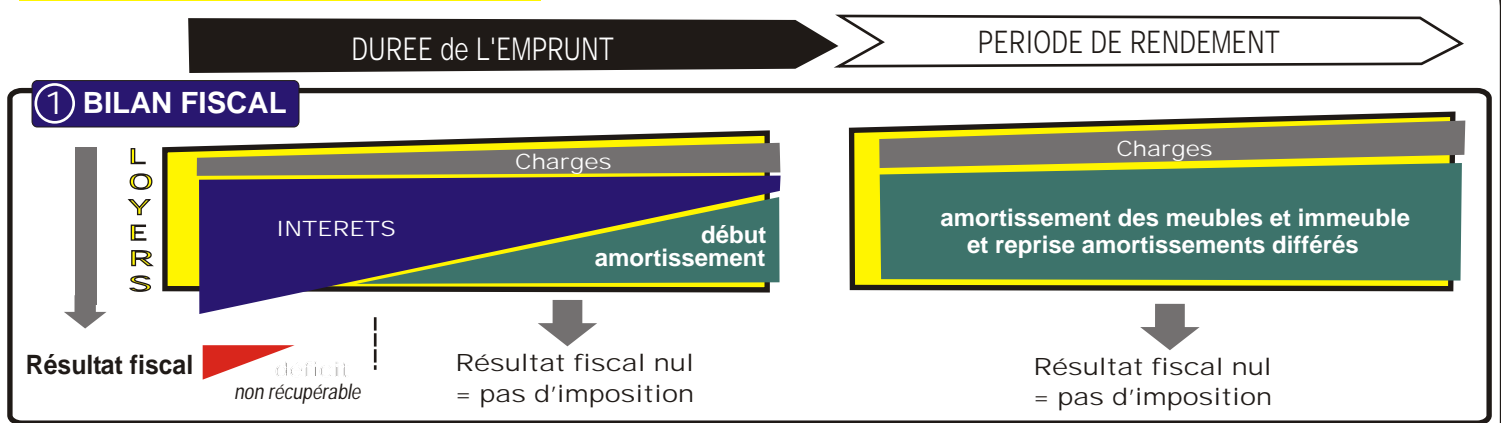 DUREE de L'EMPRUNT
PERIODE DE RENDEMENT
1 BILAN FISCAL
LOYERS
Charges
INTERETS
début
amortissement
Charges
amortissement des meubles et immeuble
et reprise amortissements différés
Résultat fiscal
deficit
non récupérable
Résultat fiscal nul
= pas d'imposition
Résultat fiscal nul
= pas d'imposition